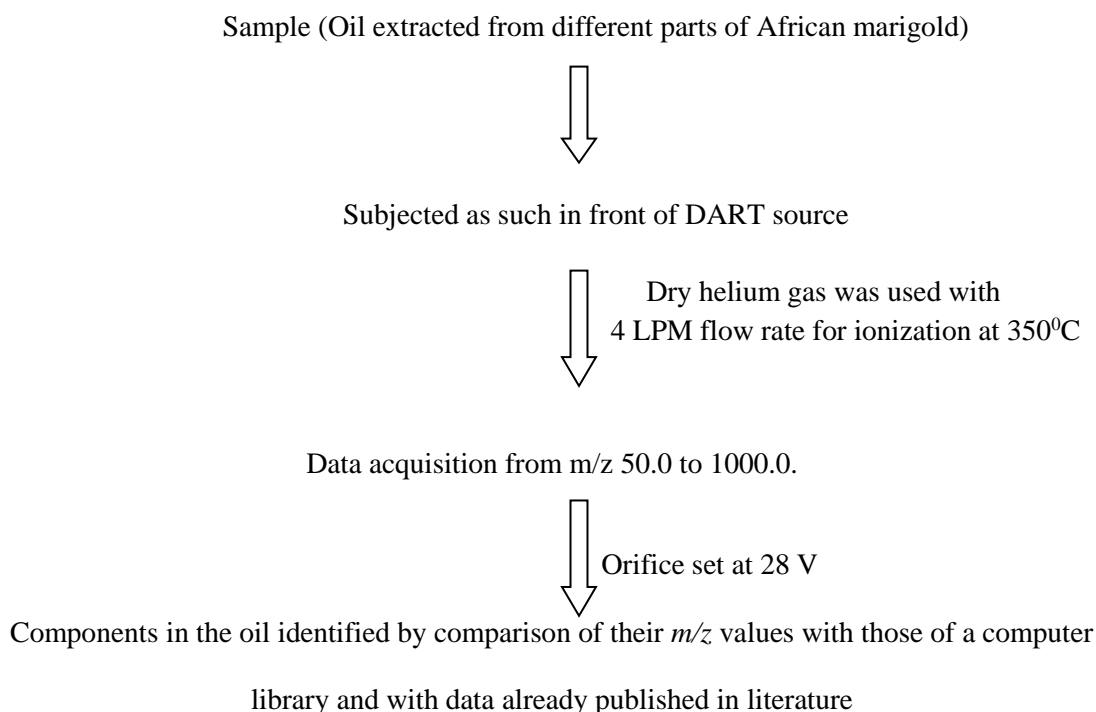 Sample (Oil extracted from different parts of African marigold)
Subjected as such in front of DART source
Dry helium gas was used with
4 LPM flow rate for ionization at 350⁰C
Data acquisition from m/z 50.0 to 1000.0.
Orifice set at 28 V
Components in the oil identified by comparison of their m/z values with those of a computer
library and with data already published in literature